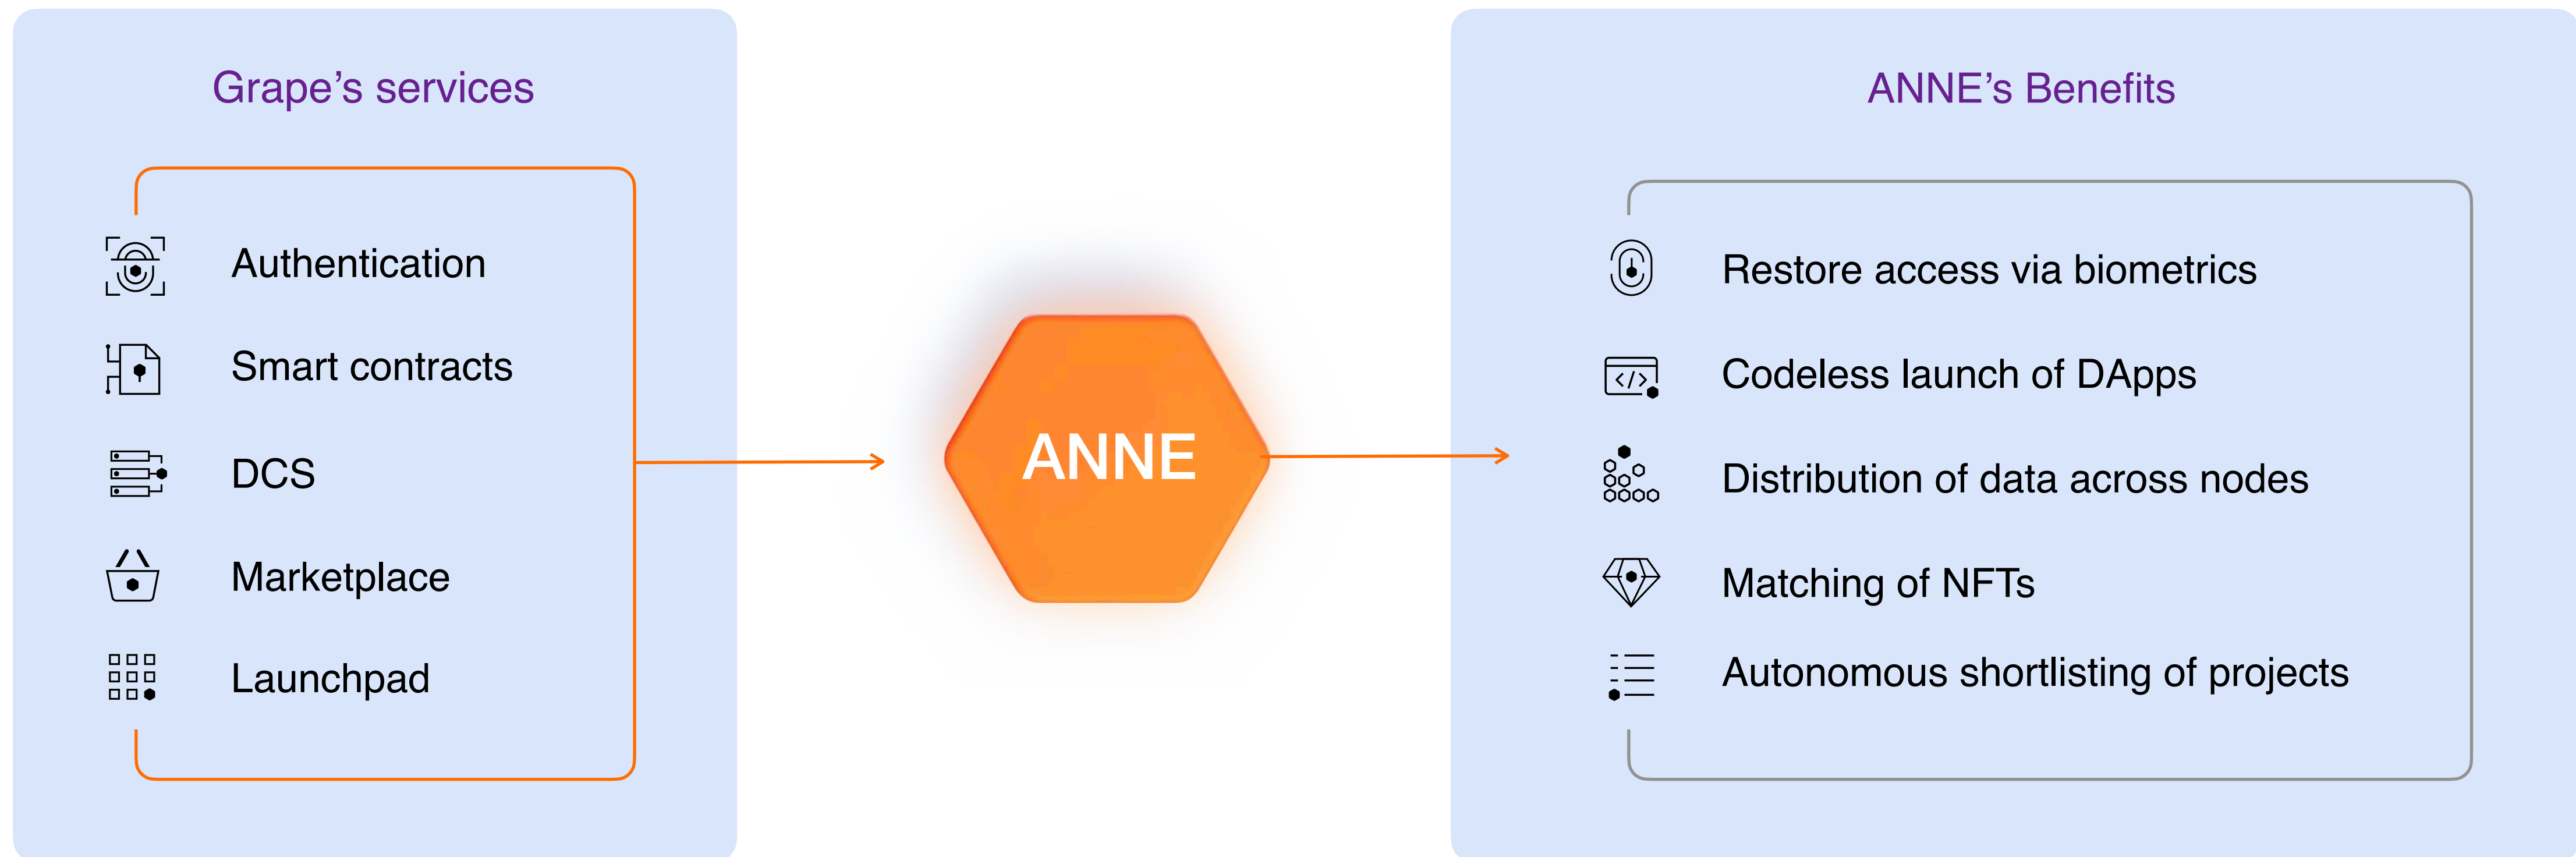 Grape’s services
Authentication
Smart contracts
DCS
Marketplace
Launchpad
ANNE
ANNE’s Benefits
Restore access via biometrics
Codeless launch of DApps
Distribution of data across nodes
Matching of NFTs
Autonomous shortlisting of projects